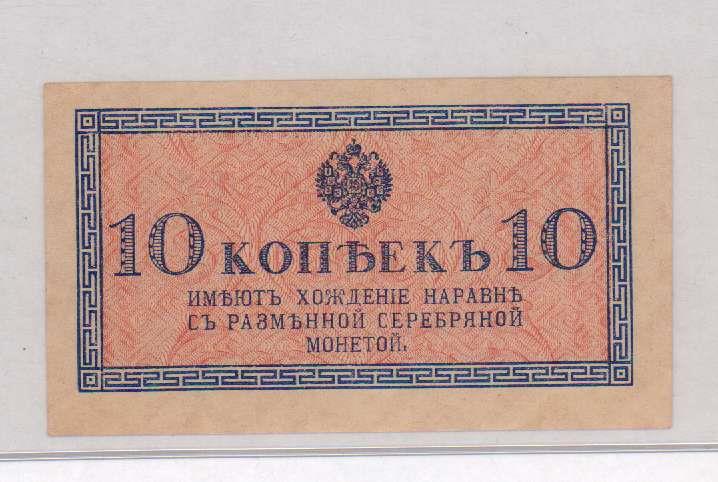 10 КОПѢЕКЪ 10
ИМѢЮТЪ ХОЖДЕНІЕ НАРАВНѢ
СЪ РАЗМѢННОЙ СЕРЕБРЯНОЙ
МОНЕТОЙ.